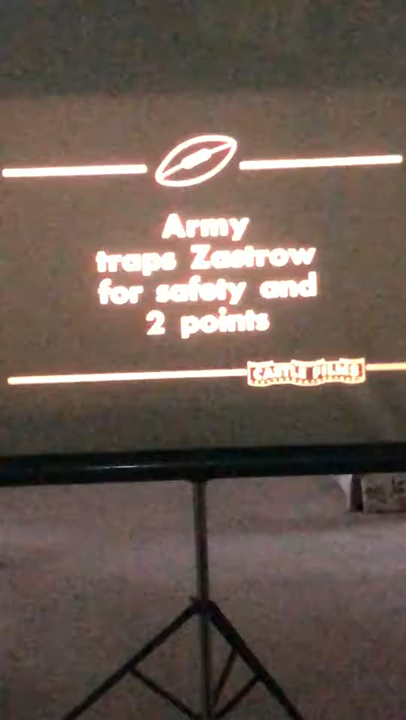 Army
traps Zastrow
for safety and
2 points
CASTLE FILMS